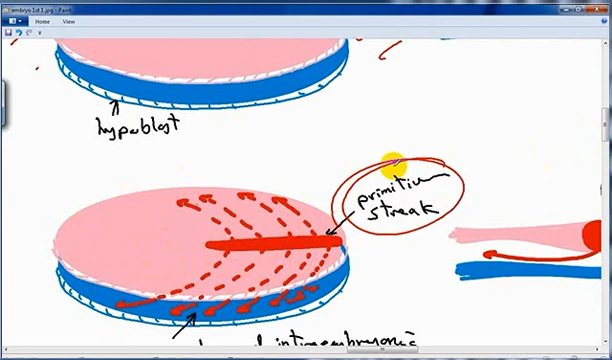 embryo 1st 1.jpg - Paint
Home View
hypoblast
primitive
streak
intraembryonic